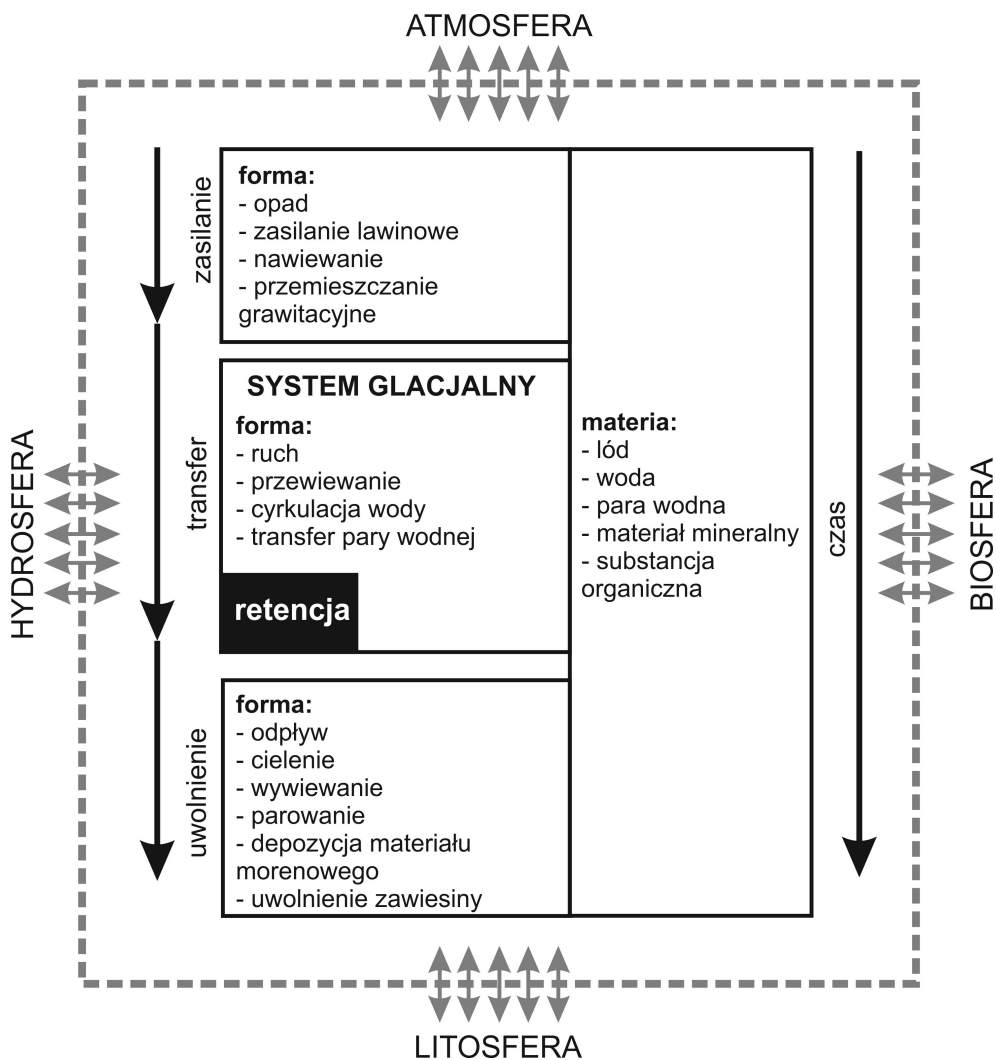 ATMOSFERA
zasilanie
forma:
- opad
- zasilanie lawinowe
- nawiewanie
- przemieszczanie
grawitacyjne
HYDROSFERA
transfer
SYSTEM GLACJALNY
forma:
- ruch
- przewiewanie
- cyrkulacja wody
- transfer pary wodnej
retencja
materia:
- lód
- woda
- para wodna
- materiał mineralny
- substancja
organiczna
czas
BIOSFERA
uwolnienie
forma:
- odpływ
- cielenie
- wywiewanie
- parowanie
- depozycja materiału
morenowego
- uwolnienie zawiesiny
LITOSFERA